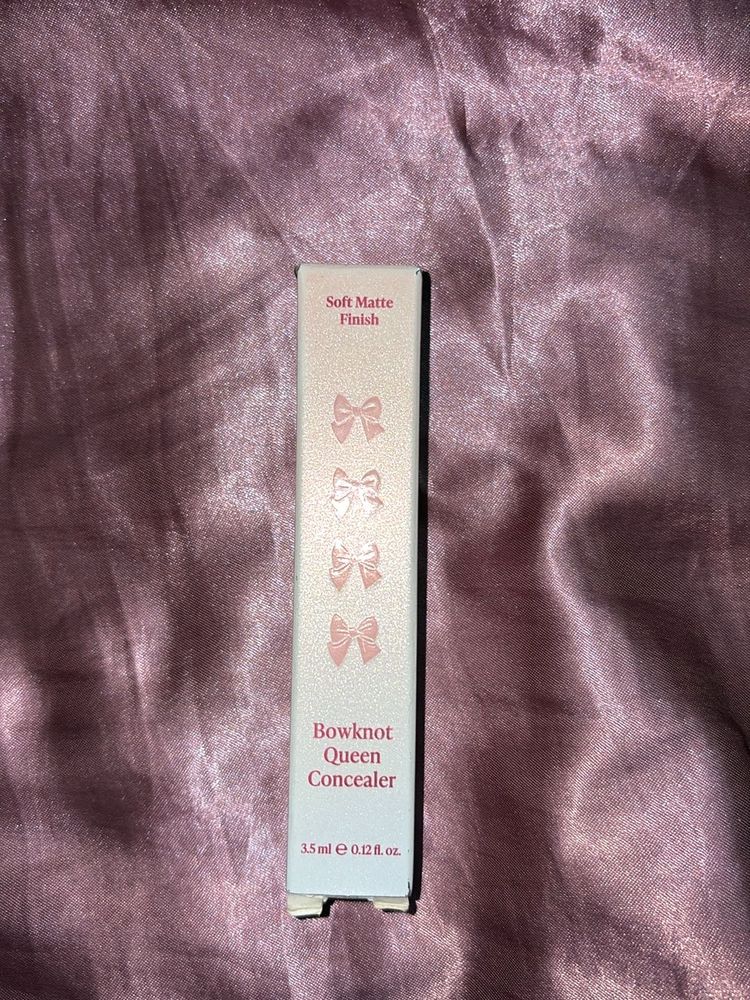 Soft Matte
Finish
Bowknot
Queen
Concealer
3.5 ml ℮ 0.12 fl. oz.